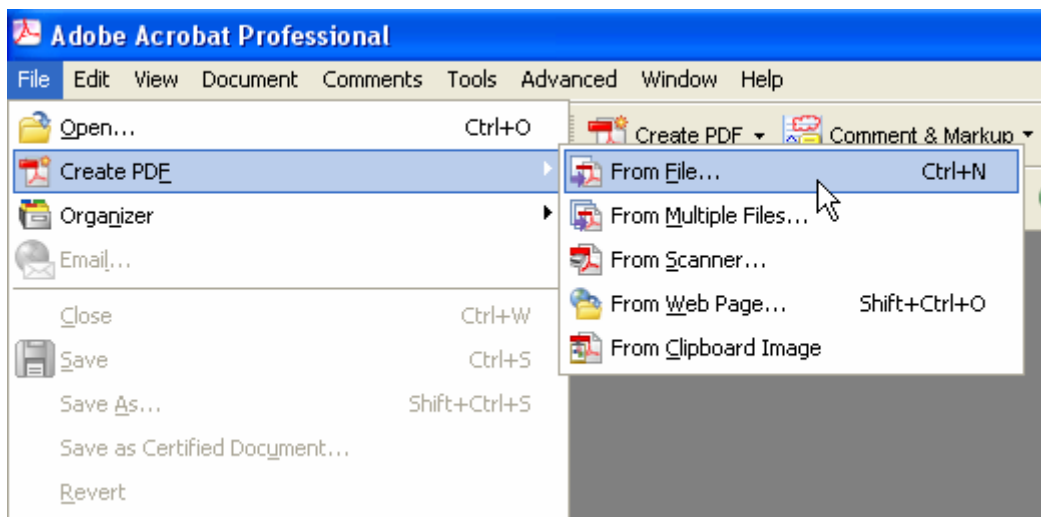 Adobe Acrobat Professional
File Edit View Document Comments Tools Advanced Window Help
Open... Ctrl+O
Create PDF
Organizer
Email...
Close Ctrl+W
Save Ctrl+S
Save As... Shift+Ctrl+S
Save as Certified Document...
Revert
Create PDF Comment & Markup
From File... Ctrl+N
From Multiple Files...
From Scanner...
From Web Page... Shift+Ctrl+O
From Clipboard Image